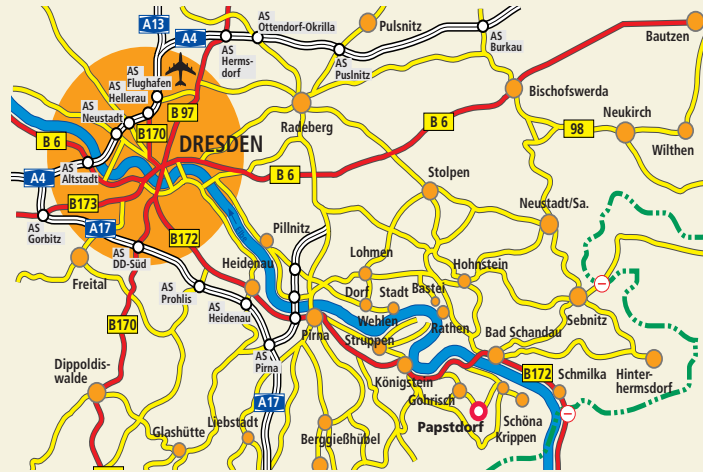 A13
AS
Ottendorf-Okrilla
Pulsnitz
A4
AS
Herms-
dorf
AS
Puslnitz
AS
Burkau
Bautzen
AS
Flughafen
AS
Hellerau
AS
Neustadt
B 97
B170
B 6
DRESDEN
Radeberg
B 6
Bischofswerda
98
Neukirch
Wilthen
A4
AS
Altstadt
B 6
Stolpen
B173
AS
Gorbitz
A17
B172
Neustadt/Sa.
AS
DD-Süd
Pillnitz
Freital
Heidenau
Lohmen
Hohnstein
AS
Prohlis
AS
Heidenau
Dorf
Stadt
Wehlen
Bastei
Rathen
Sebnitz
B170
Pirna
Struppen
Bad Schandau
AS
Pirna
Dippoldis-
walde
Königstein
B172
Schmilka
Hinter-
hermsdorf
A17
Gohrisch
Papstdorf
Schöna
Krippen
Glashütte
Liebstadt
Berggießhübel